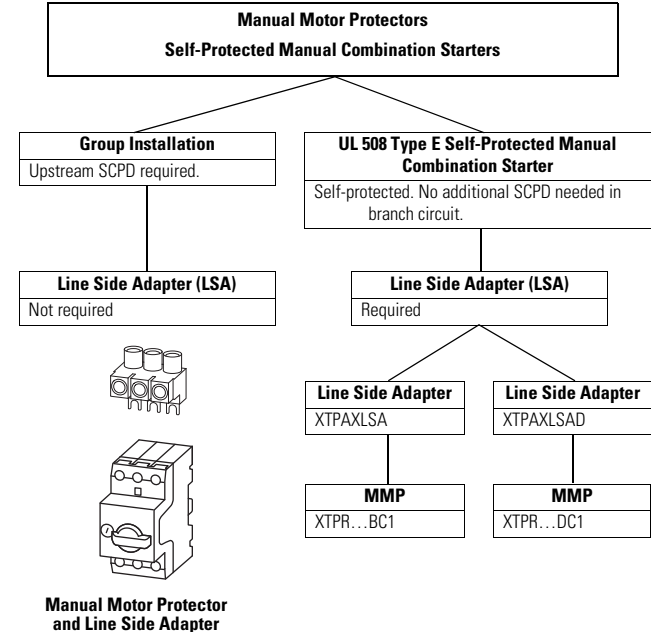 Manual Motor Protectors
Self-Protected Manual Combination Starters
Group Installation
Upstream SCPD required.
UL 508 Type E Self-Protected Manual
Combination Starter
Self-protected. No additional SCPD needed in
branch circuit.
Line Side Adapter (LSA)
Not required
Line Side Adapter (LSA)
Required
Line Side Adapter
XTPAXLSA
Line Side Adapter
XTPAXLSAD
MMP
XTPR…BC1
MMP
XTPR…DC1
Manual Motor Protector
and Line Side Adapter